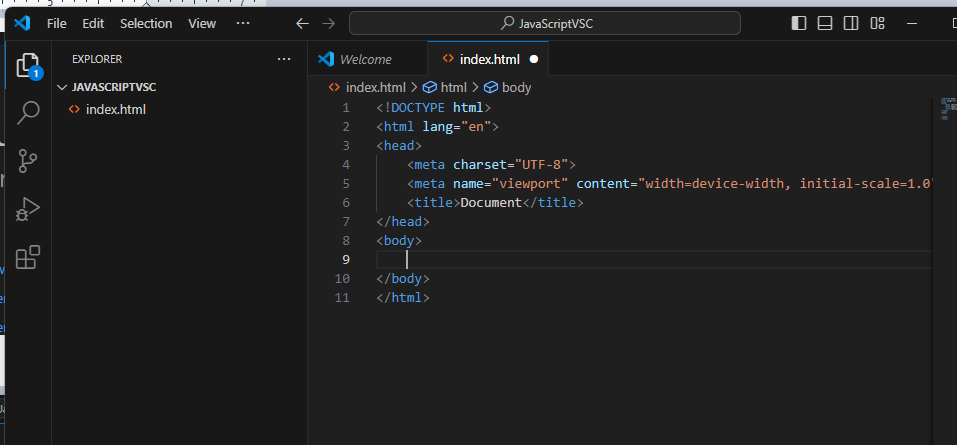 File Edit Selection View ··· JavaScriptVSC
EXPLORER ···
1
JAVASCRIPTVSC
index.html
Welcome index.html
index.html > html > body
1 <!DOCTYPE html>
2 <html lang="en">
3 <head>
4 <meta charset="UTF-8">
5 <meta name="viewport" content="width=device-width, initial-scale=1.0"
6 <title>Document</title>
7 </head>
8 <body>
9
10 </body>
11 </html>